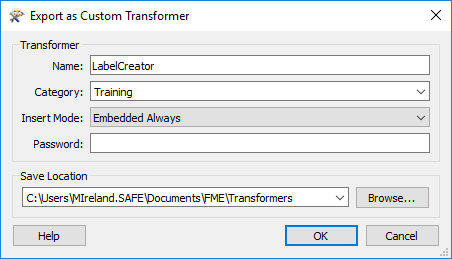 Export as Custom Transformer
Transformer
Name: LabelCreator
Category: Training
Insert Mode: Embedded Always
Password:
Save Location
C:\Users\MIreland.SAFE\Documents\FME\Transformers Browse...
Help OK Cancel